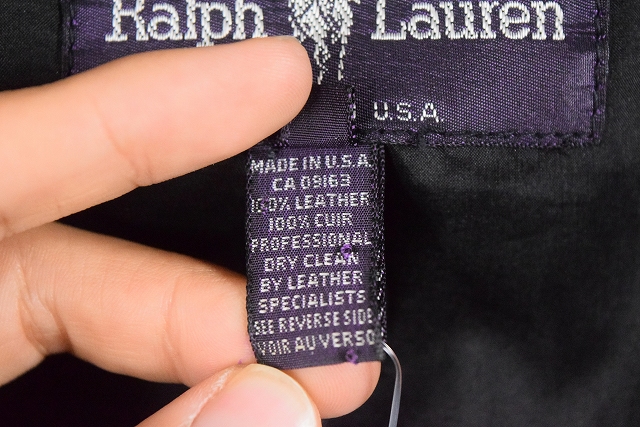 Ralph Lauren
U.S.A.
MADE IN U.S.A.
CA 09163
100% LEATHER
100% CUIR
PROFESSIONAL
DRY CLEAN
BY LEATHER
SPECIALISTS
SEE REVERSE SIDE
VOIR AU VERSO